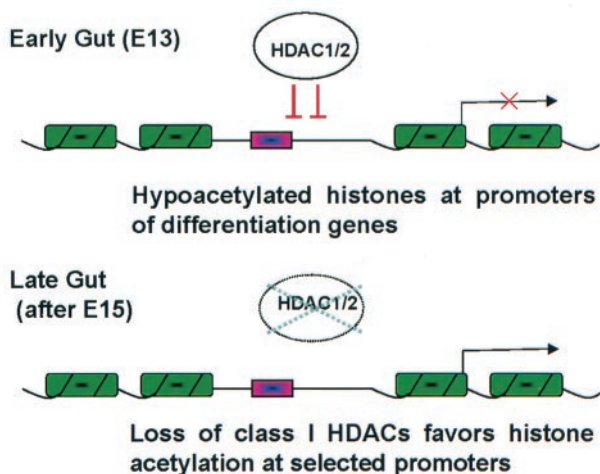 Early Gut (E13)
HDAC1/2
Hypoacetylated histones at promoters
of differentiation genes
Late Gut
(after E15)
HDAC1/2
Loss of class I HDACs favors histone
acetylation at selected promoters